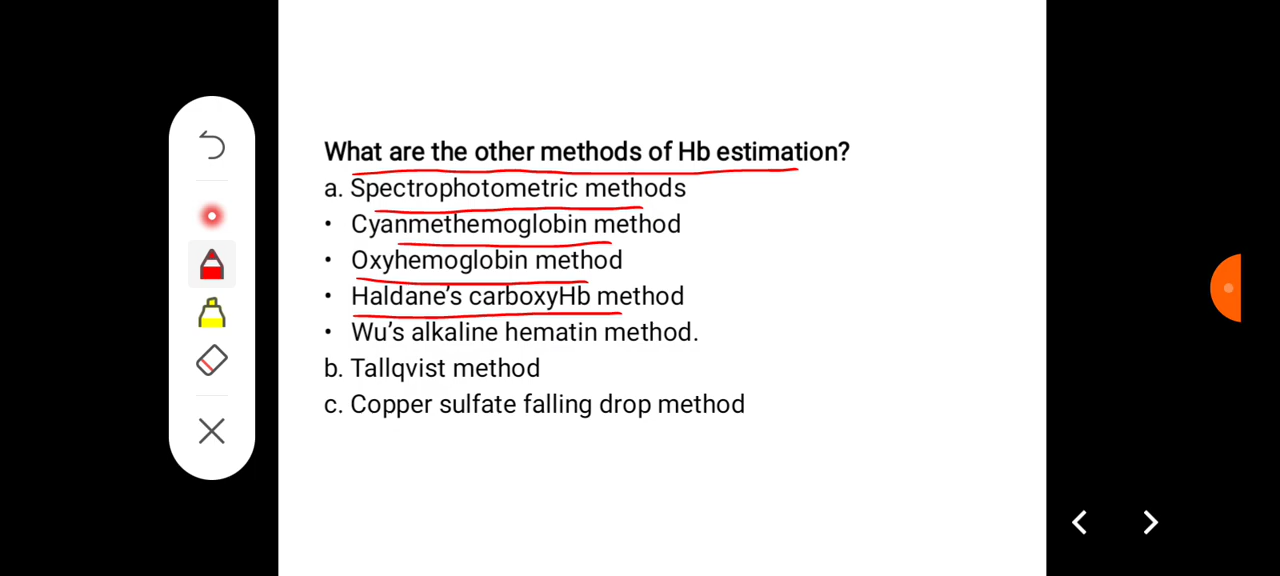 What are the other methods of Hb estimation?
a. Spectrophotometric methods
• Cyanmethemoglobin method
• Oxyhemoglobin method
• Haldane's carboxyHb method
• Wu's alkaline hematin method.
b. Tallqvist method
c. Copper sulfate falling drop method